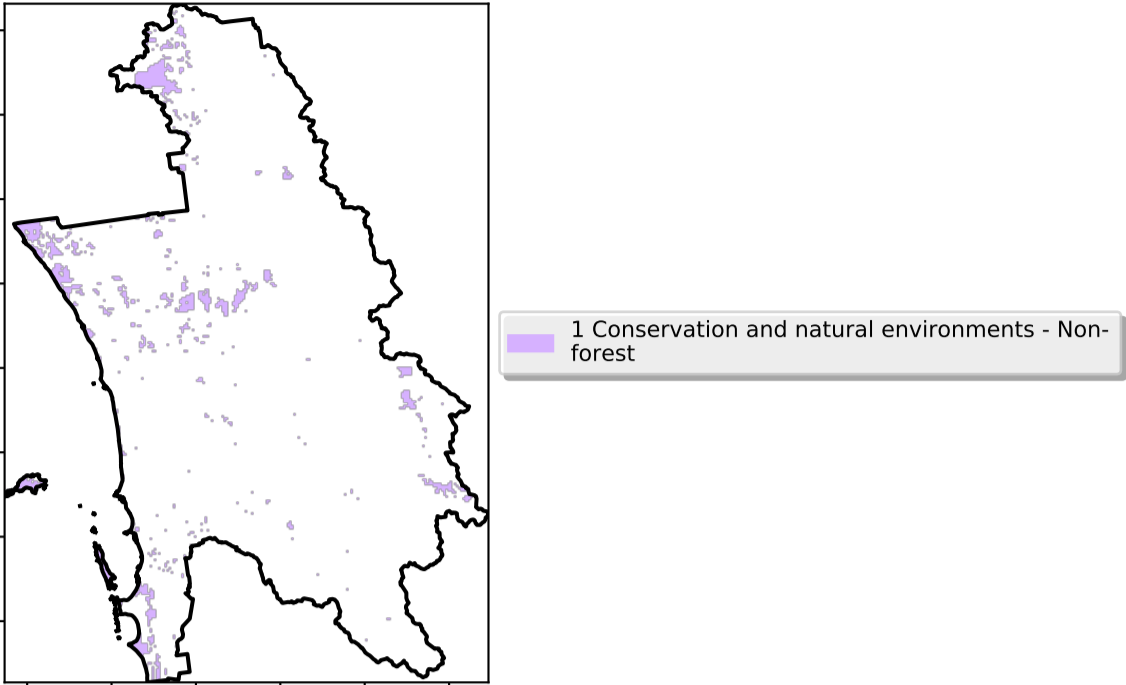 1 Conservation and natural environments - Non-
forest